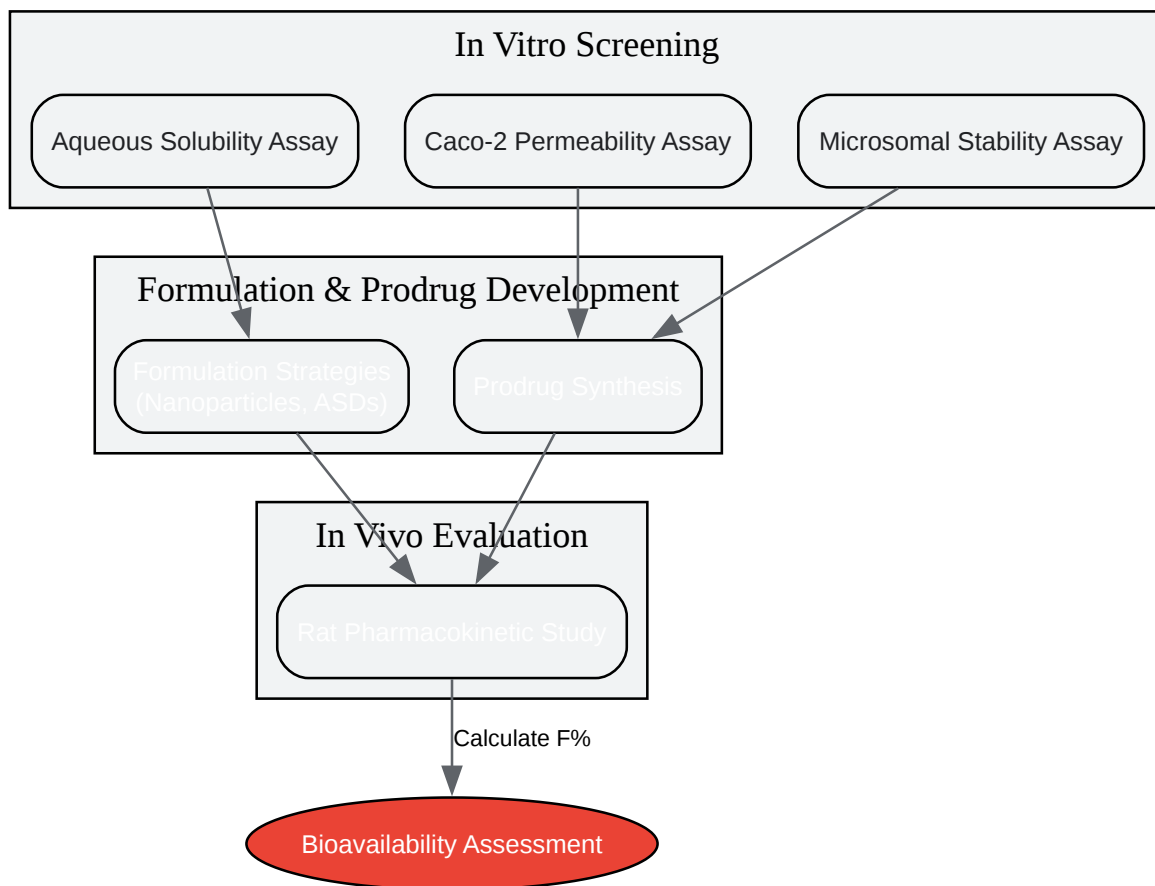 In Vitro Screening
Aqueous Solubility Assay
Caco-2 Permeability Assay
Microsomal Stability Assay
Formulation & Prodrug Development
Formulation Strategies
(Nanoparticles, ASDs)
Prodrug Synthesis
In Vivo Evaluation
Rat Pharmacokinetic Study
Calculate F%
Bioavailability Assessment